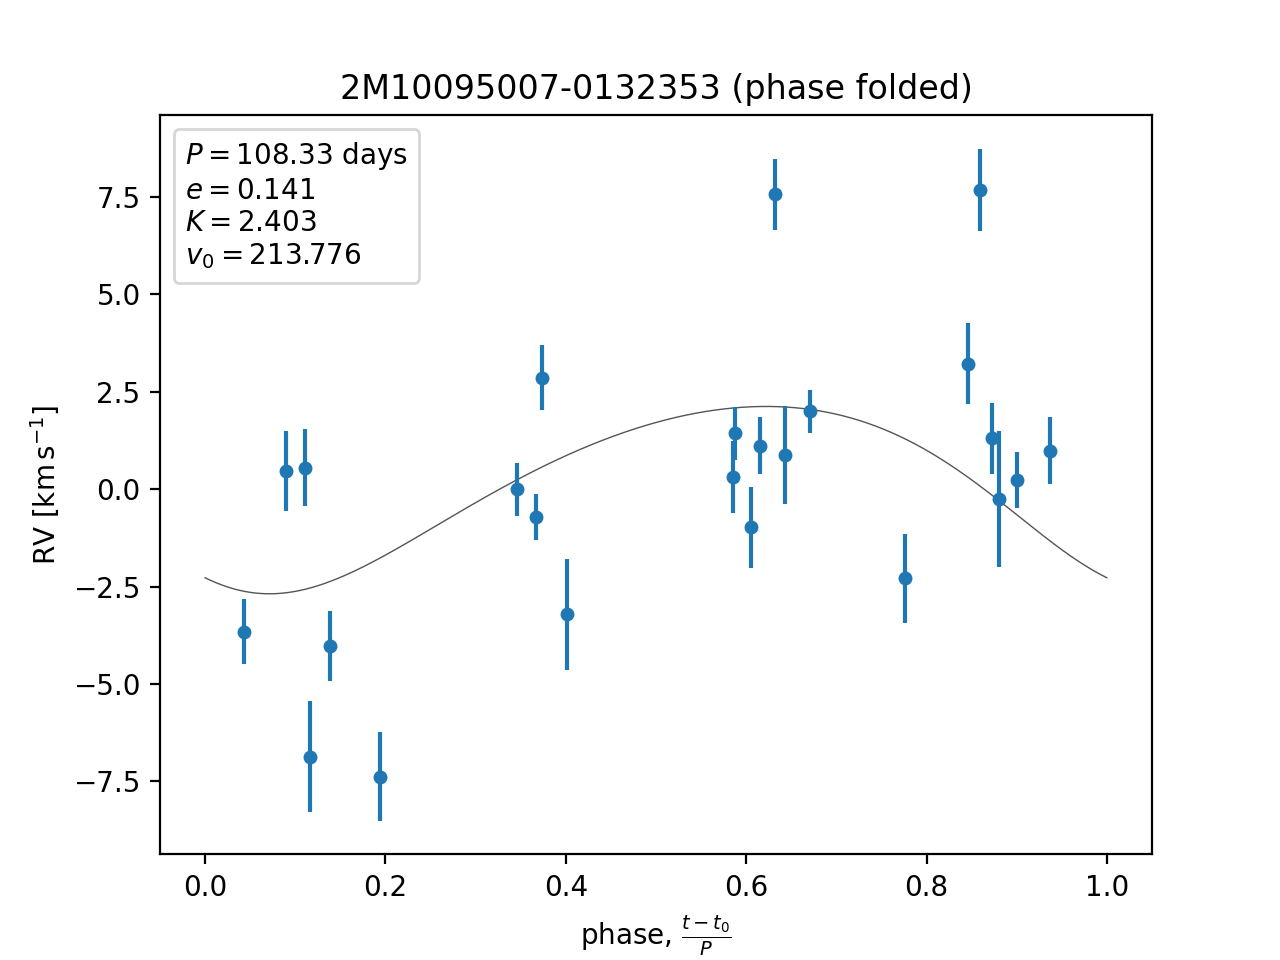 2M10095007-0132353 (phase folded)
P = 108.33 days
e = 0.141
K = 2.403
v₀ = 213.776
7.5
5.0
2.5
0.0
−2.5
−5.0
−7.5
RV [km s⁻¹]
0.0 0.2 0.4 0.6 0.8 1.0
phase, (t − t₀)/P